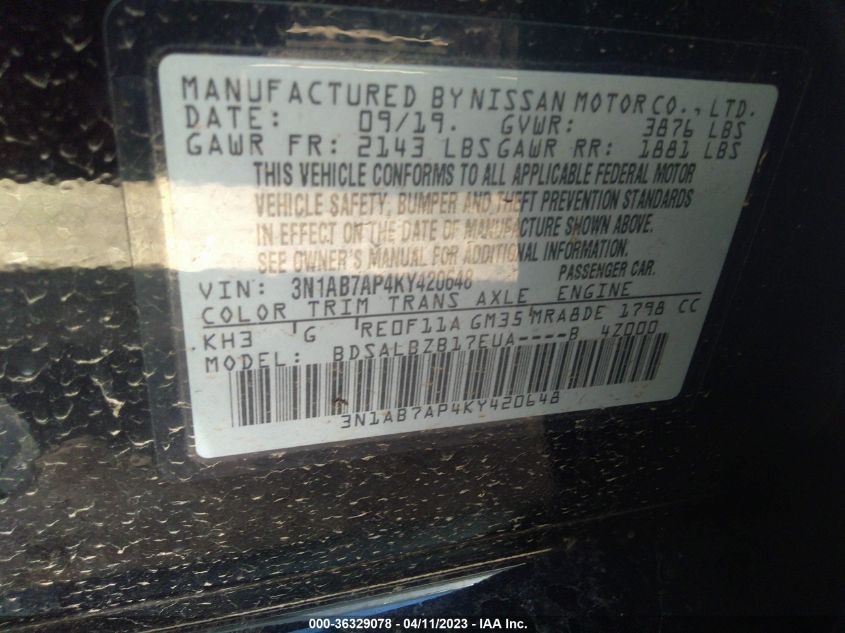 MANUFACTURED BY NISSAN MOTOR CO., LTD.
DATE: 09/19. GVWR: 3876 LBS
GAWR FR: 2143 LBS GAWR RR: 1881 LBS
THIS VEHICLE CONFORMS TO ALL APPLICABLE FEDERAL MOTOR
VEHICLE SAFETY, BUMPER AND THEFT PREVENTION STANDARDS
IN EFFECT ON THE DATE OF MANUFACTURE SHOWN ABOVE.
SEE OWNER'S MANUAL FOR ADDITIONAL INFORMATION.
VIN: 3N1AB7AP4KY420648 PASSENGER CAR.
COLOR TRIM TRANS AXLE ENGINE
KH3 G RE0F11A GM35 MRA8DE 1798 CC
MODEL: BDSALBZB17EUA----B 4Z000
3N1AB7AP4KY420648
000-36329078 - 04/11/2023 - IAA Inc.